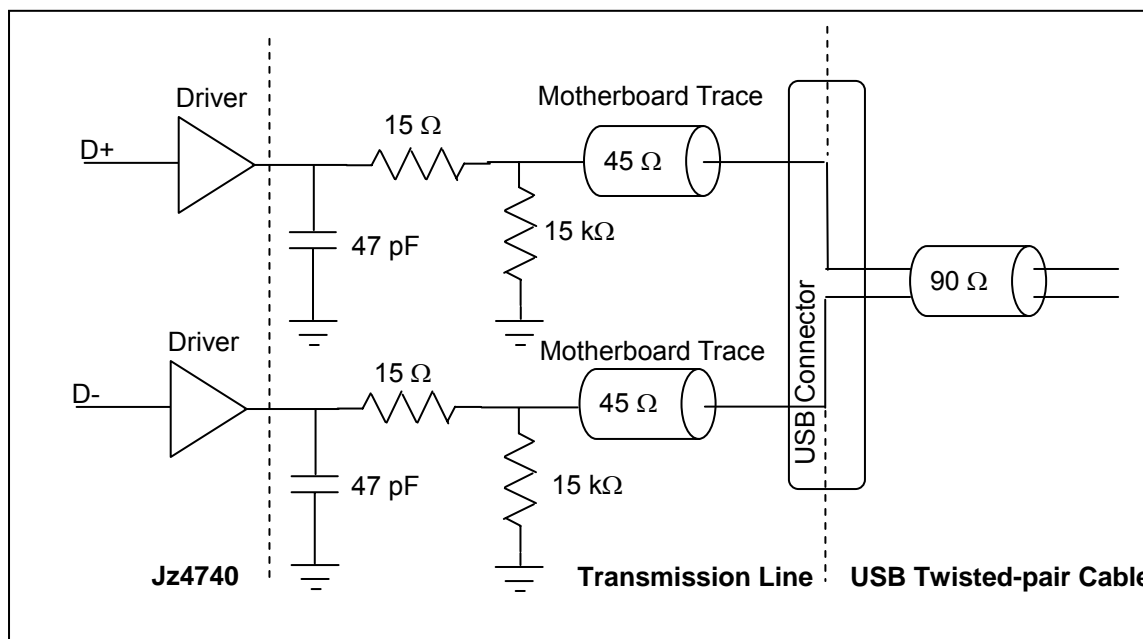 Driver
Motherboard Trace
15 Ω
D+
45 Ω
47 pF
15 kΩ
USB Connector
90 Ω
Driver
Motherboard Trace
15 Ω
D-
45 Ω
47 pF
15 kΩ
Jz4740
Transmission Line
USB Twisted-pair Cable